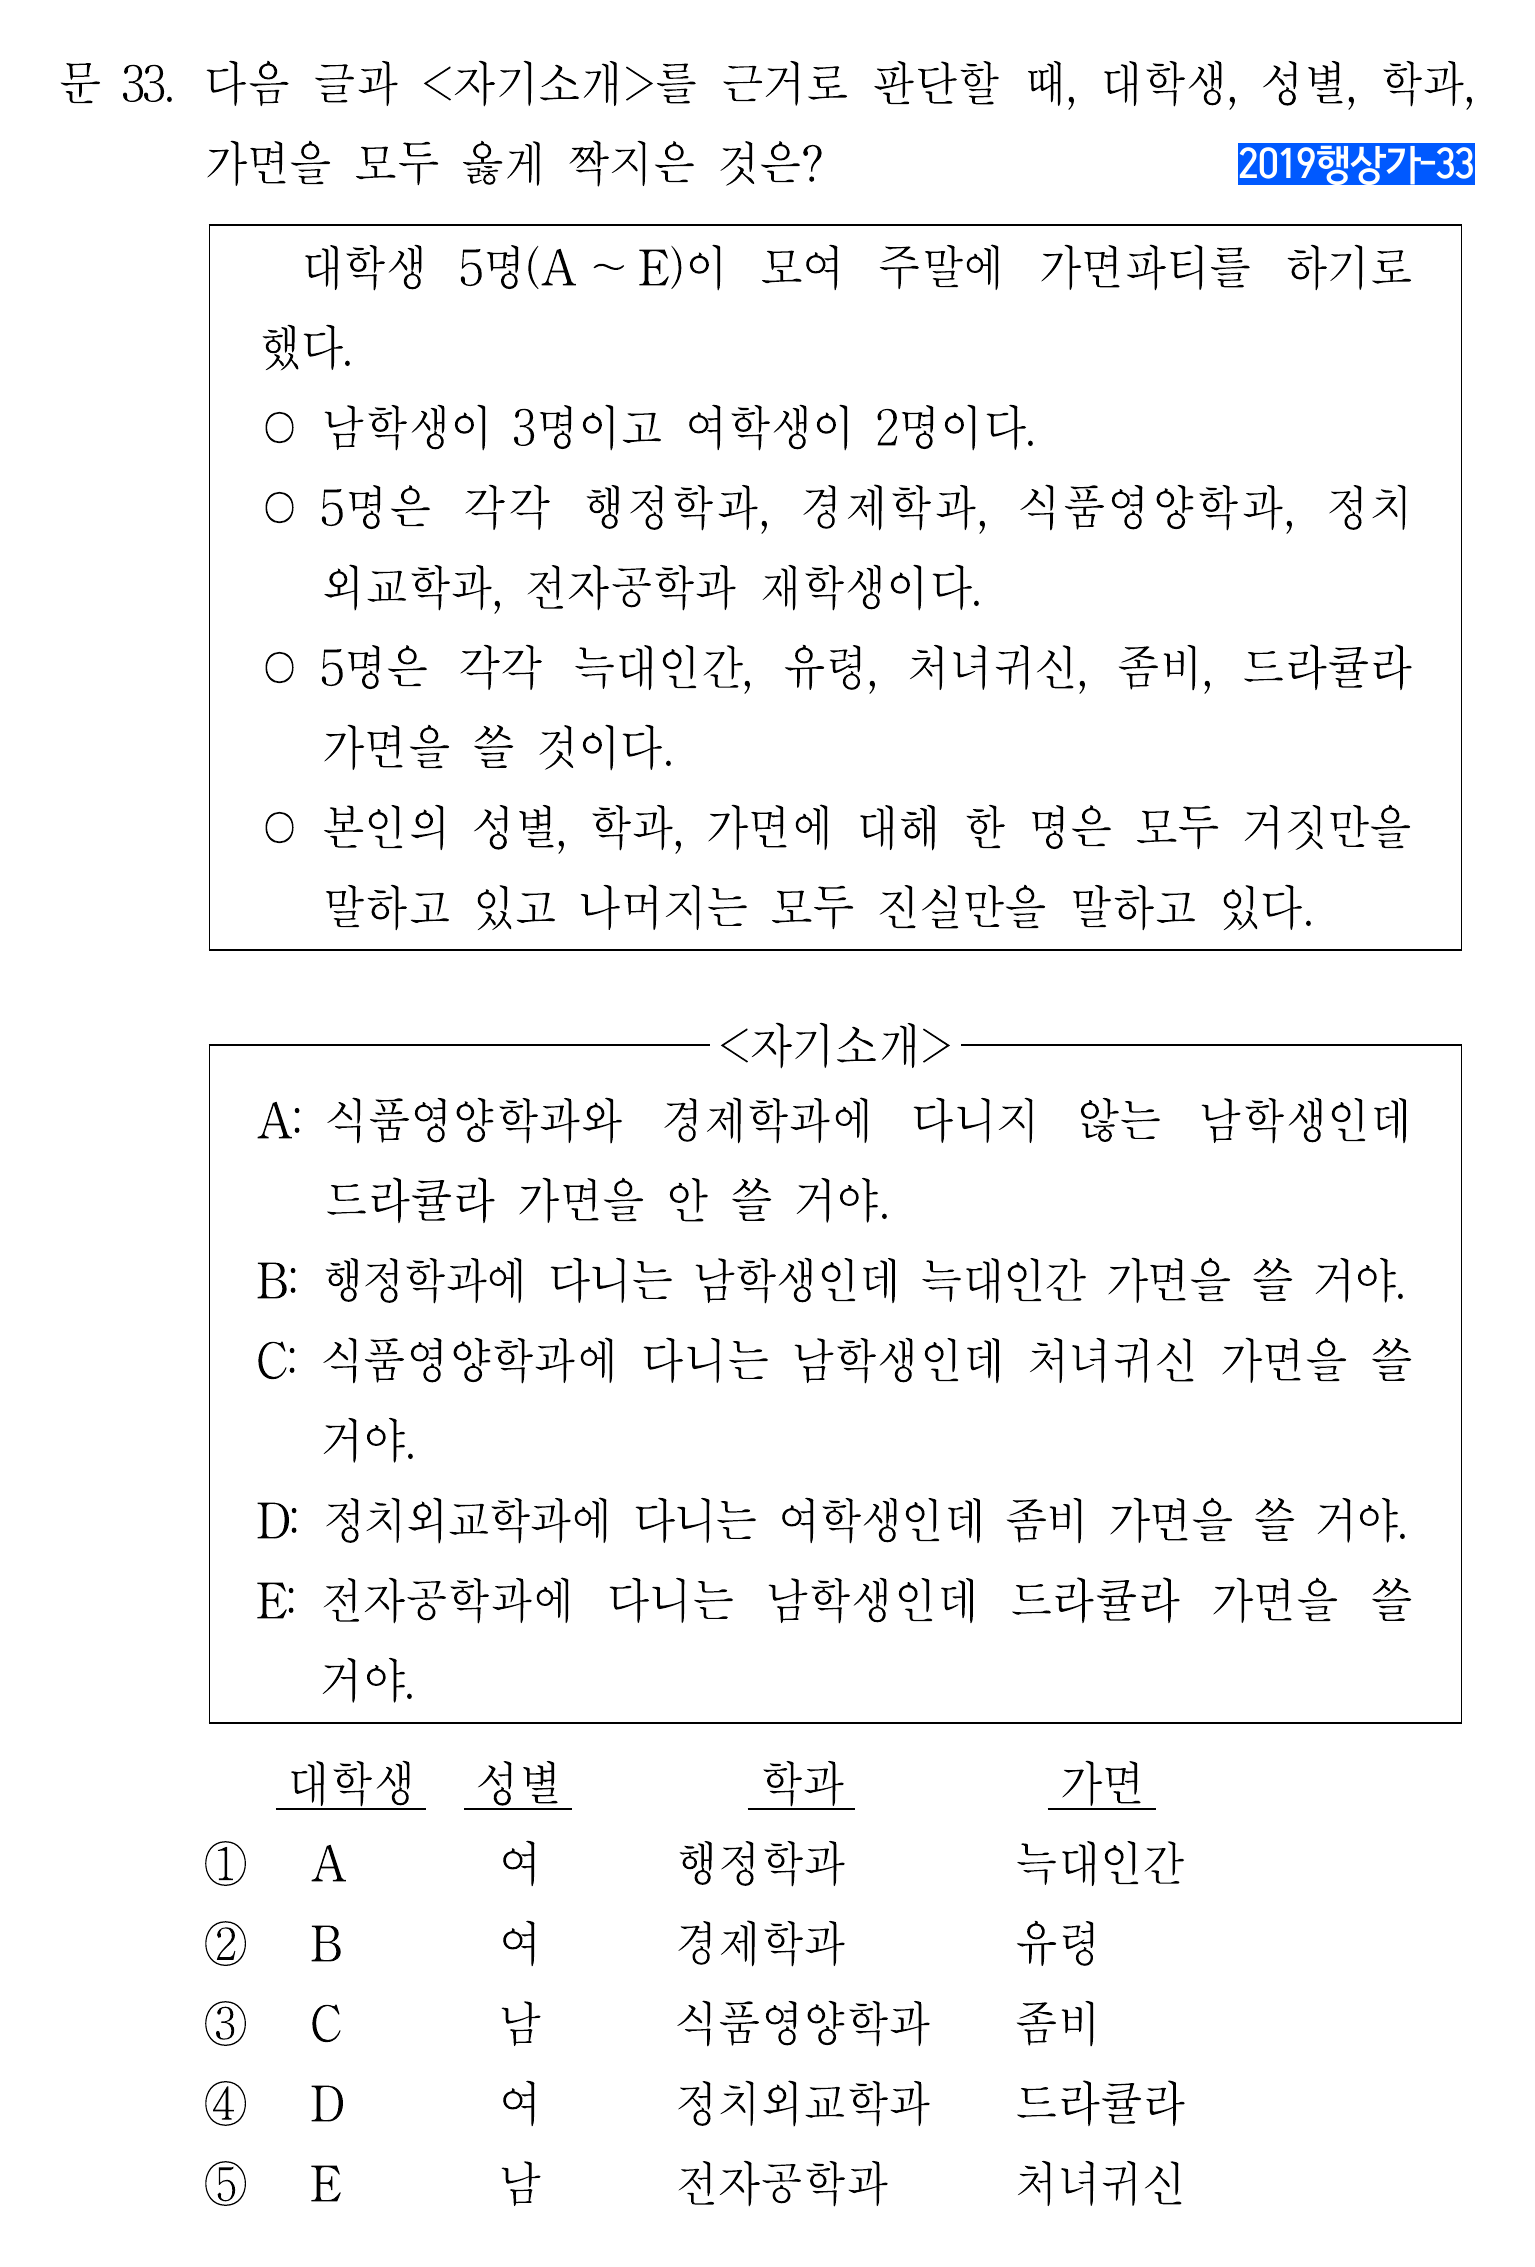 문 33. 다음 글과 <자기소개>를 근거로 판단할 때, 대학생, 성별, 학과,
가면을 모두 옳게 짝지은 것은? 2019행상가-33
대학생 5명(A ~ E)이 모여 주말에 가면파티를 하기로
했다.
○ 남학생이 3명이고 여학생이 2명이다.
○ 5명은 각각 행정학과, 경제학과, 식품영양학과, 정치
외교학과, 전자공학과 재학생이다.
○ 5명은 각각 늑대인간, 유령, 처녀귀신, 좀비, 드라큘라
가면을 쓸 것이다.
○ 본인의 성별, 학과, 가면에 대해 한 명은 모두 거짓만을
말하고 있고 나머지는 모두 진실만을 말하고 있다.
<자기소개>
A: 식품영양학과와 경제학과에 다니지 않는 남학생인데
드라큘라 가면을 안 쓸 거야.
B: 행정학과에 다니는 남학생인데 늑대인간 가면을 쓸 거야.
C: 식품영양학과에 다니는 남학생인데 처녀귀신 가면을 쓸
거야.
D: 정치외교학과에 다니는 여학생인데 좀비 가면을 쓸 거야.
E: 전자공학과에 다니는 남학생인데 드라큘라 가면을 쓸
거야.
대학생 성별 학과 가면
① A 여 행정학과 늑대인간
② B 여 경제학과 유령
③ C 남 식품영양학과 좀비
④ D 여 정치외교학과 드라큘라
⑤ E 남 전자공학과 처녀귀신